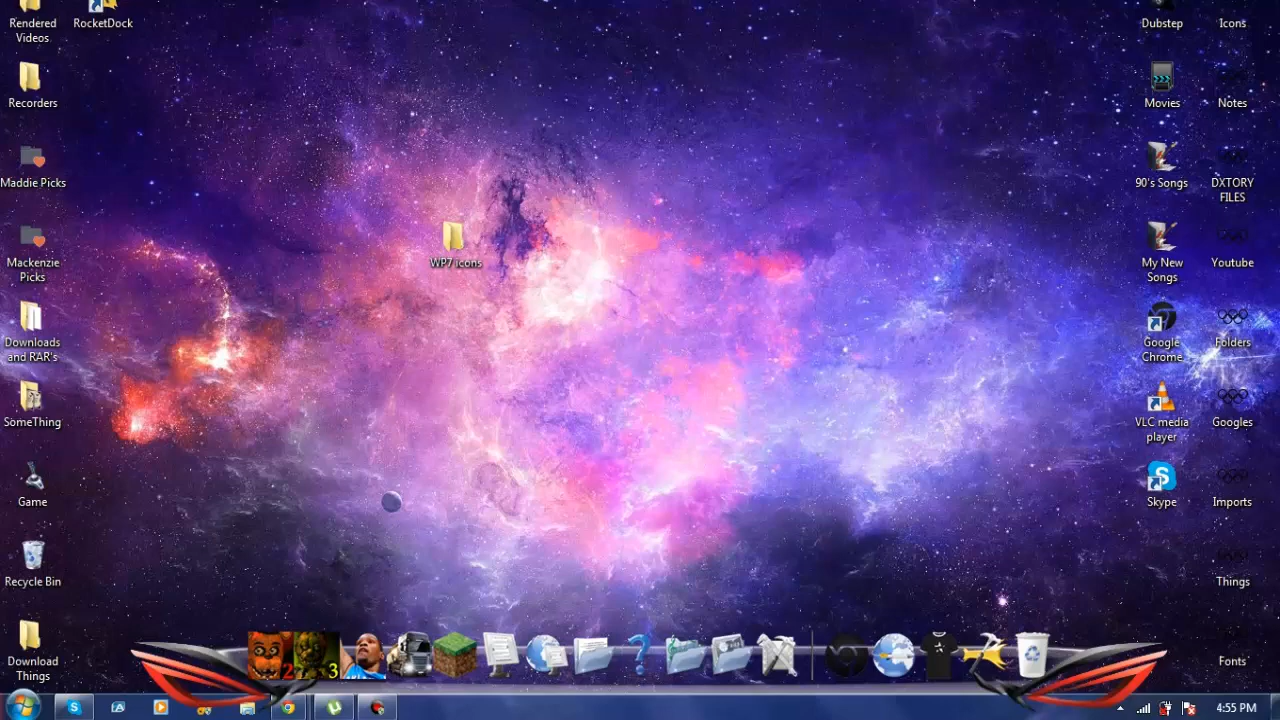 Rendered
Videos
RocketDock
Recorders
Maddie Picks
Mackenzie
Picks
Downloads
and RAR's
SomeThing
Game
Recycle Bin
Download
Things
WP7 icons
Dubstep
Icons
Movies
Notes
90's Songs
DXTORY
FILES
My New
Songs
Youtube
Google
Chrome
Folders
VLC media
player
Googles
Skype
Imports
Things
Fonts
2
3
4:55 PM